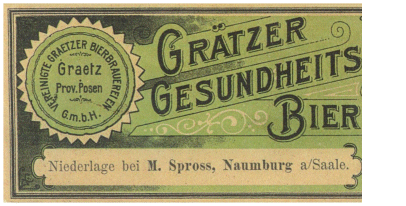 VEREINIGTE GRAETZER BIERBRAUEREIEN
Graetz
Prov. Posen
G.m.b.H.
GRÄTZER
GESUNDHEITS
BIER
Niederlage bei M. Spross, Naumburg a/Saale.